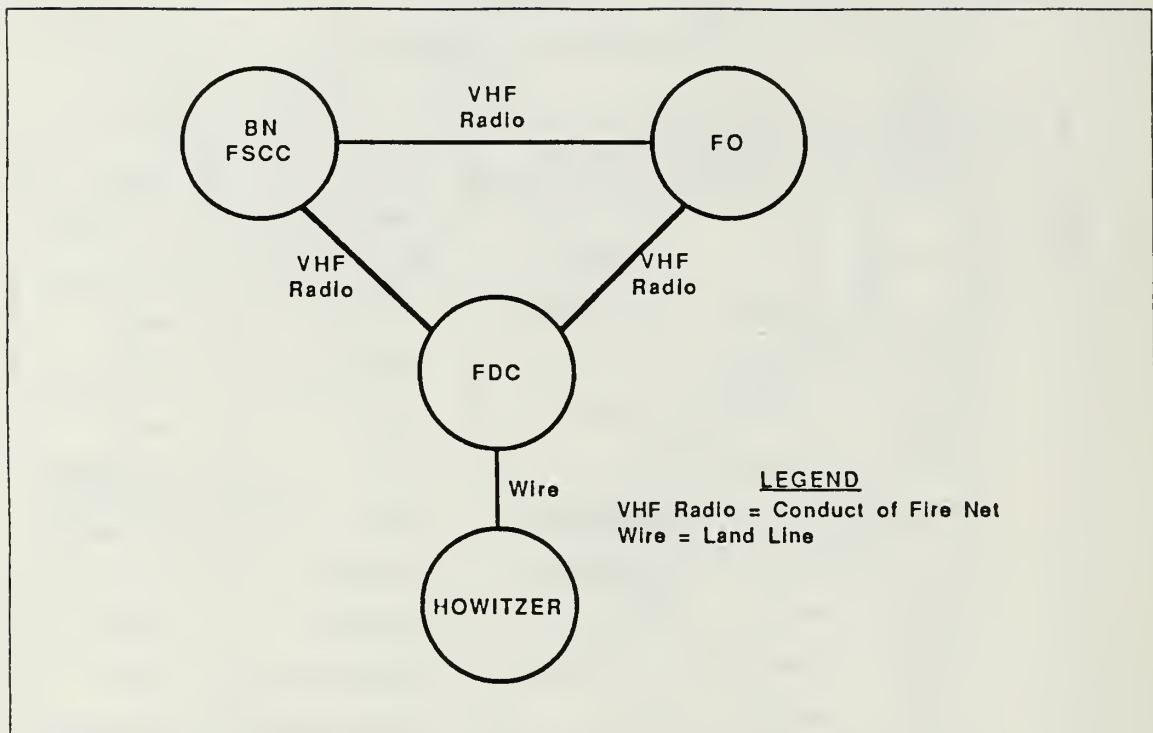 BN
FSCC
VHF
Radio
FO
VHF
Radio
VHF
Radio
FDC
Wire
HOWITZER
LEGEND
VHF Radio = Conduct of Fire Net
Wire = Land Line